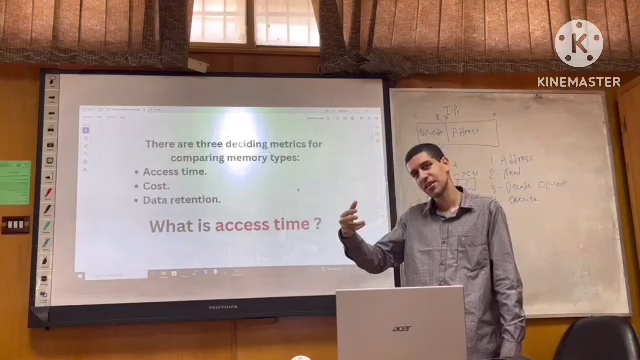 KINEMASTER
There are three deciding metrics for
comparing memory types:
• Access time.
• Cost.
• Data retention.
What is access time ?
POLYVISION
acer
opcode Address
1- Address
2- Read
3- Decode opcode
execute